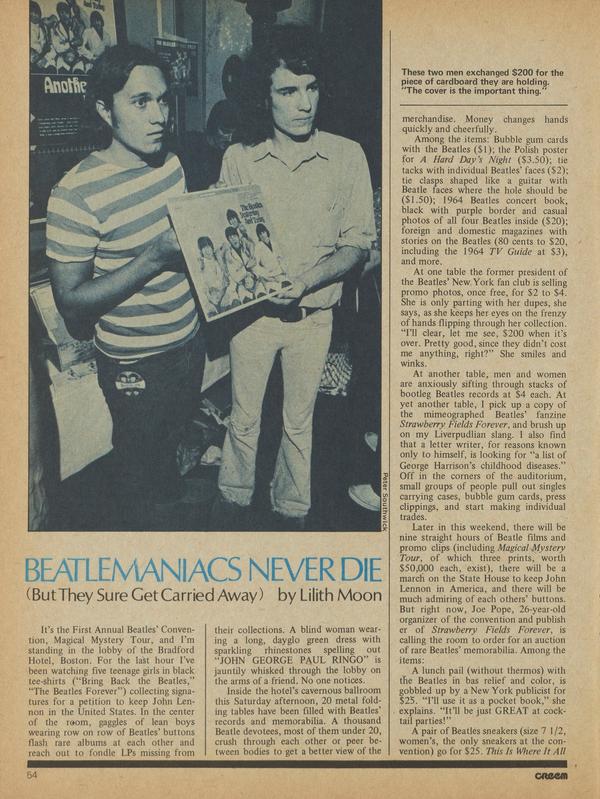 Anothe
The Beatles
Yesterday
And Today
Peter Southwick
BEATLEMANIACS NEVER DIE
(But They Sure Get Carried Away) by Lilith Moon
It's the First Annual Beatles' Conven-
tion, Magical Mystery Tour, and I'm
standing in the lobby of the Bradford
Hotel, Boston. For the last hour I've
been watching five teenage girls in black
tee-shirts ("Bring Back the Beatles,"
"The Beatles Forever") collecting signa-
tures for a petition to keep John Len-
non in the United States. In the center
of the room, gaggles of lean boys
wearing row on row of Beatles' buttons
flash rare albums at each other and
reach out to fondle LPs missing from
their collections. A blind woman wear-
ing a long, dayglo green dress with
sparkling rhinestones spelling out
"JOHN GEORGE PAUL RINGO" is
jauntily whisked through the lobby on
the arms of a friend. No one notices.
Inside the hotel's cavernous ballroom
this Saturday afternoon, 20 metal fold-
ing tables have been filled with Beatles'
records and memorabilia. A thousand
Beatle devotees, most of them under 20,
crush through each other or peer be-
tween bodies to get a better view of the
These two men exchanged $200 for the
piece of cardboard they are holding.
"The cover is the important thing."
merchandise. Money changes hands
quickly and cheerfully.
Among the items: Bubble gum cards
with the Beatles ($1); the Polish poster
for A Hard Day's Night ($3.50); tie
tacks with individual Beatles' faces ($2);
tie clasps shaped like a guitar with
Beatle faces where the hole should be
($1.50); 1964 Beatles concert book,
black with purple border and casual
photos of all four Beatles inside ($20);
foreign and domestic magazines with
stories on the Beatles (80 cents to $20,
including the 1964 TV Guide at $3),
and more.
At one table the former president of
the Beatles' New York fan club is selling
promo photos, once free, for $2 to $4.
She is only parting with her dupes, she
says, as she keeps her eyes on the frenzy
of hands flipping through her collection.
"I'll clear, let me see, $200 when it's
over. Pretty good, since they didn't cost
me anything, right?" She smiles and
winks.
At another table, men and women
are anxiously sifting through stacks of
bootleg Beatles records at $4 each. At
yet another table, I pick up a copy of
the mimeographed Beatles' fanzine
Strawberry Fields Forever, and brush up
on my Liverpudlian slang. I also find
that a letter writer, for reasons known
only to himself, is looking for "a list of
George Harrison's childhood diseases."
Off in the corners of the auditorium,
small groups of people pull out singles
carrying cases, bubble gum cards, press
clippings, and start making individual
trades.
Later in this weekend, there will be
nine straight hours of Beatle films and
promo clips (including Magical Mystery
Tour, of which three prints, worth
$50,000 each, exist), there will be a
march on the State House to keep John
Lennon in America, and there will be
much admiring of each others' buttons.
But right now, Joe Pope, 26-year-old
organizer of the convention and publish
er of Strawberry Fields Forever, is
calling the room to order for an auction
of rare Beatles' memorabilia. Among the
items:
A lunch pail (without thermos) with
the Beatles in bas relief and color, is
gobbled up by a New York publicist for
$25. "I'll use it as a pocket book," she
explains. "It'll be just GREAT at cock-
tail parties!"
A pair of Beatles sneakers (size 7 1/2,
women's, the only sneakers at the con-
vention) go for $25. This Is Where It All
54
CREEM